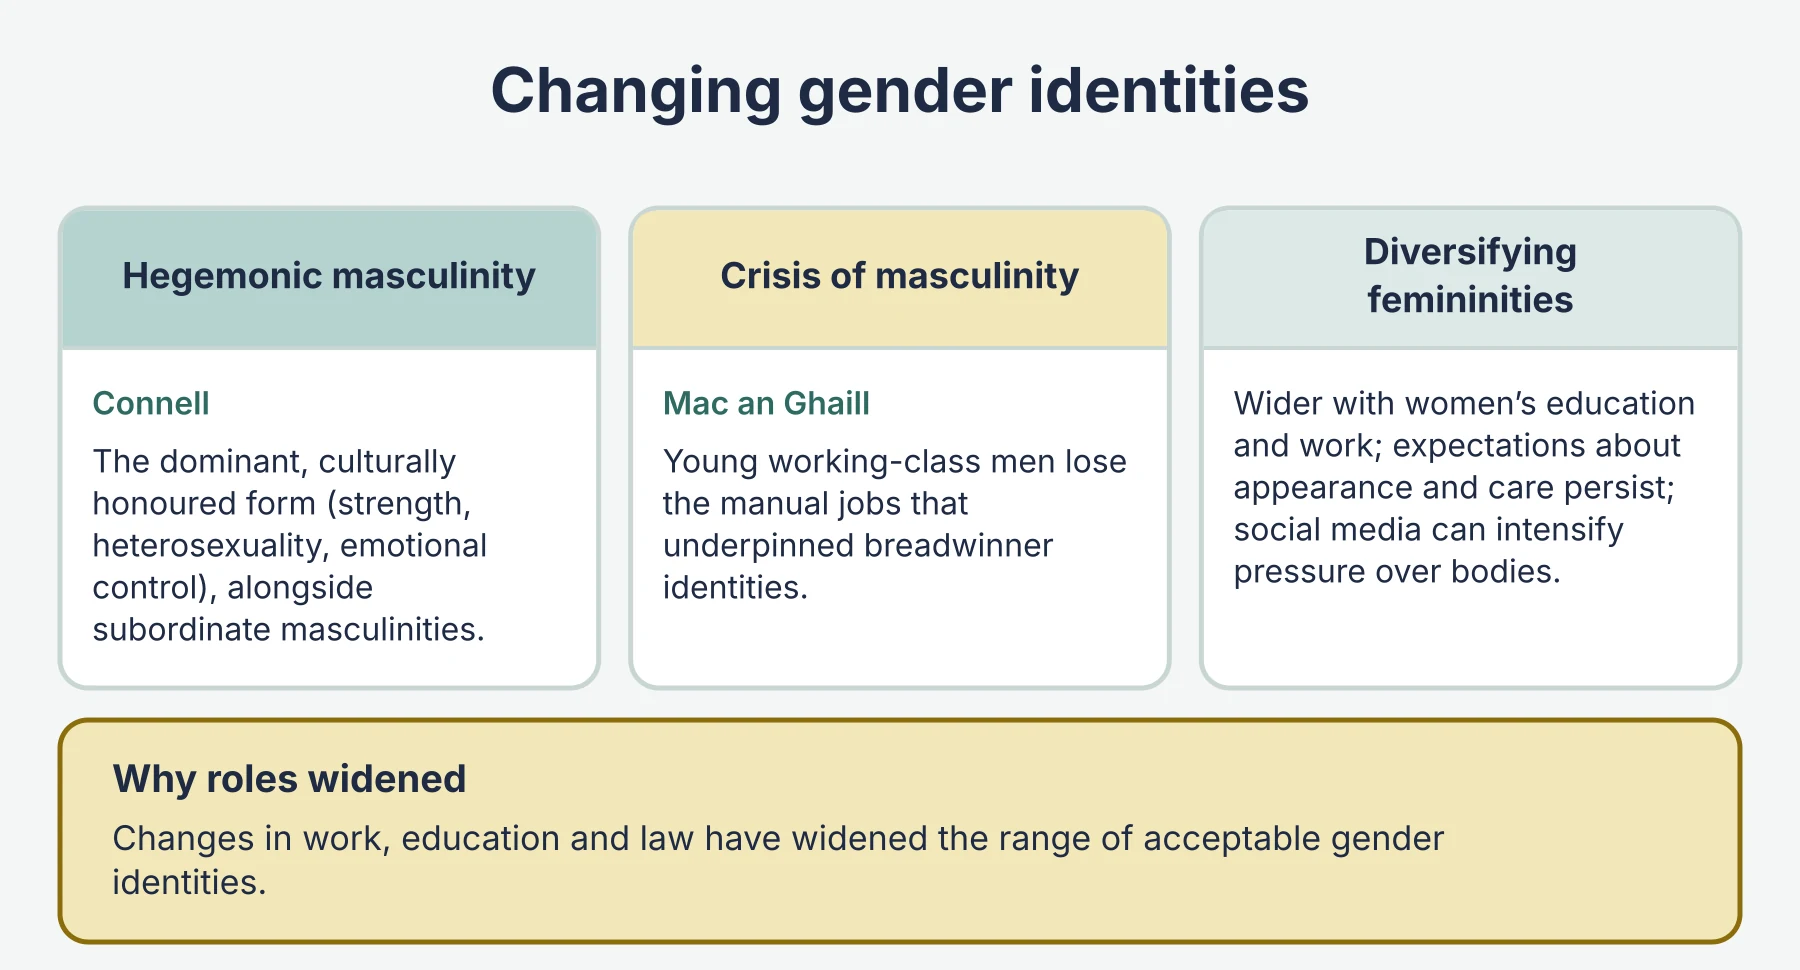 Changing gender identities
Hegemonic masculinity
Connell
The dominant, culturally
honoured form (strength,
heterosexuality, emotional
control), alongside
subordinate masculinities.
Crisis of masculinity
Mac an Ghaill
Young working-class men lose
the manual jobs that
underpinned breadwinner
identities.
Diversifying
femininities
Wider with women’s education
and work; expectations about
appearance and care persist;
social media can intensify
pressure over bodies.
Why roles widened
Changes in work, education and law have widened the range of acceptable gender
identities.